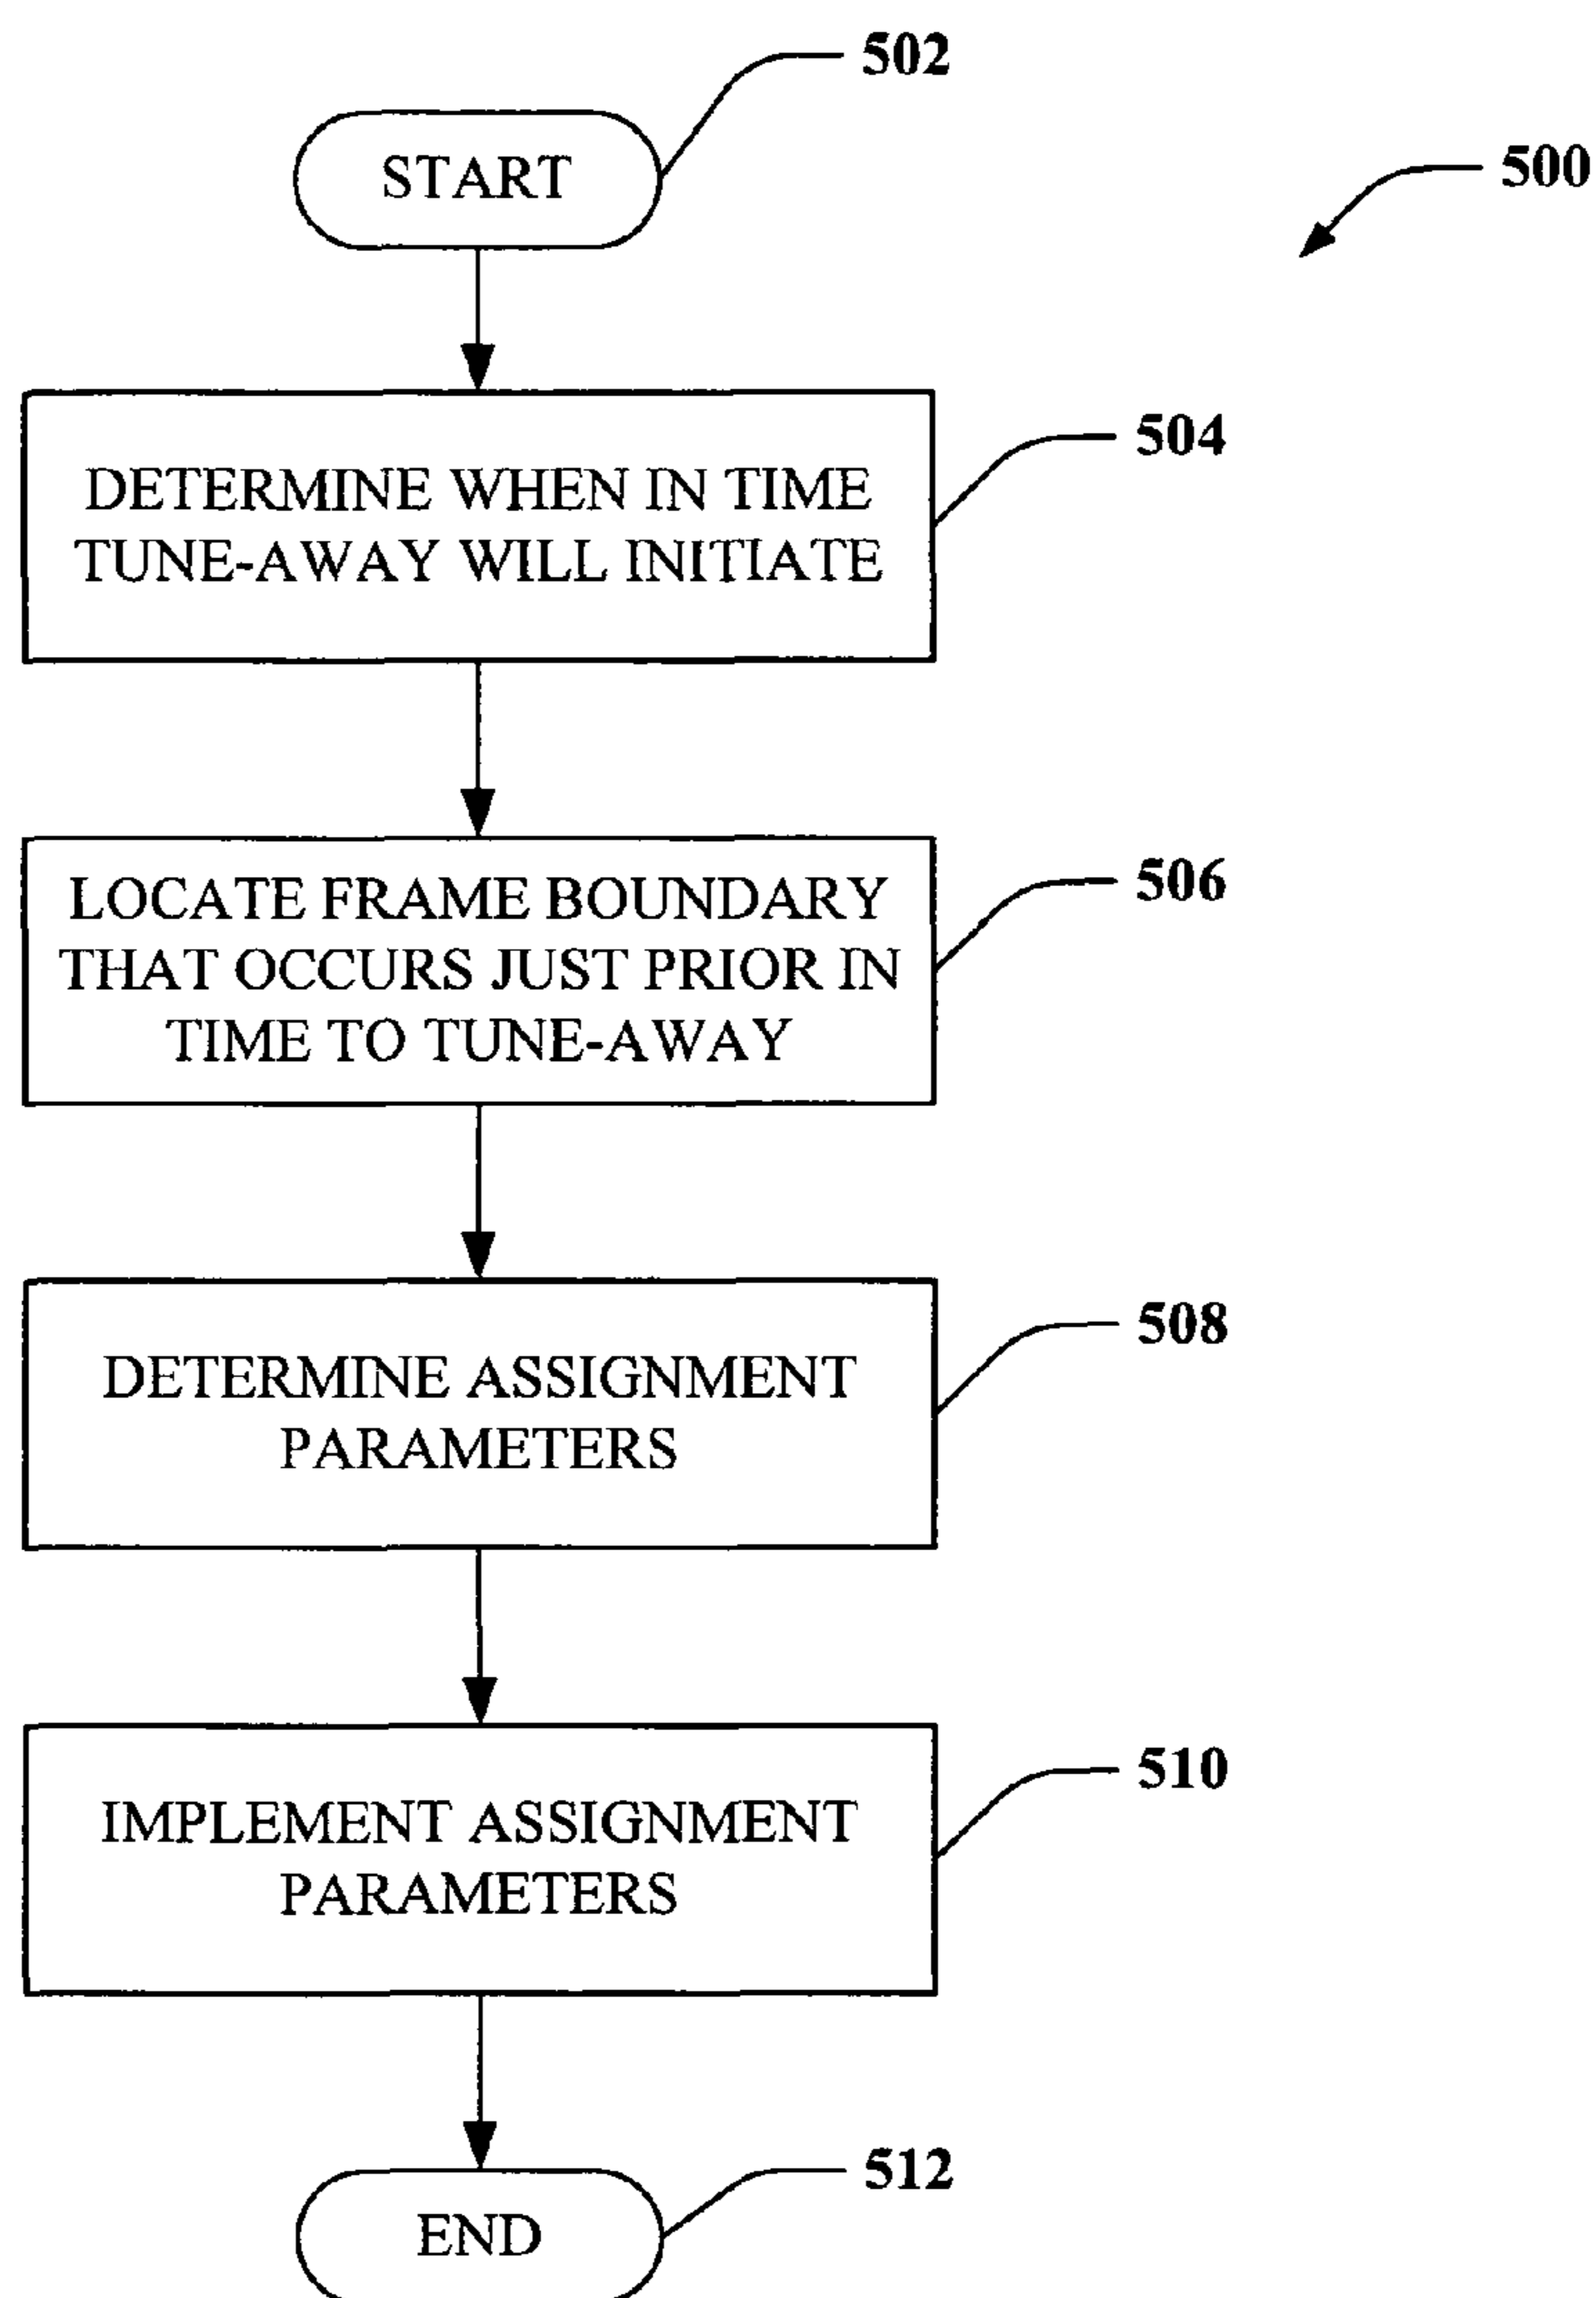 502
START
500
504
DETERMINE WHEN IN TIME
TUNE-AWAY WILL INITIATE
506
LOCATE FRAME BOUNDARY
THAT OCCURS JUST PRIOR IN
TIME TO TUNE-AWAY
508
DETERMINE ASSIGNMENT
PARAMETERS
510
IMPLEMENT ASSIGNMENT
PARAMETERS
512
END